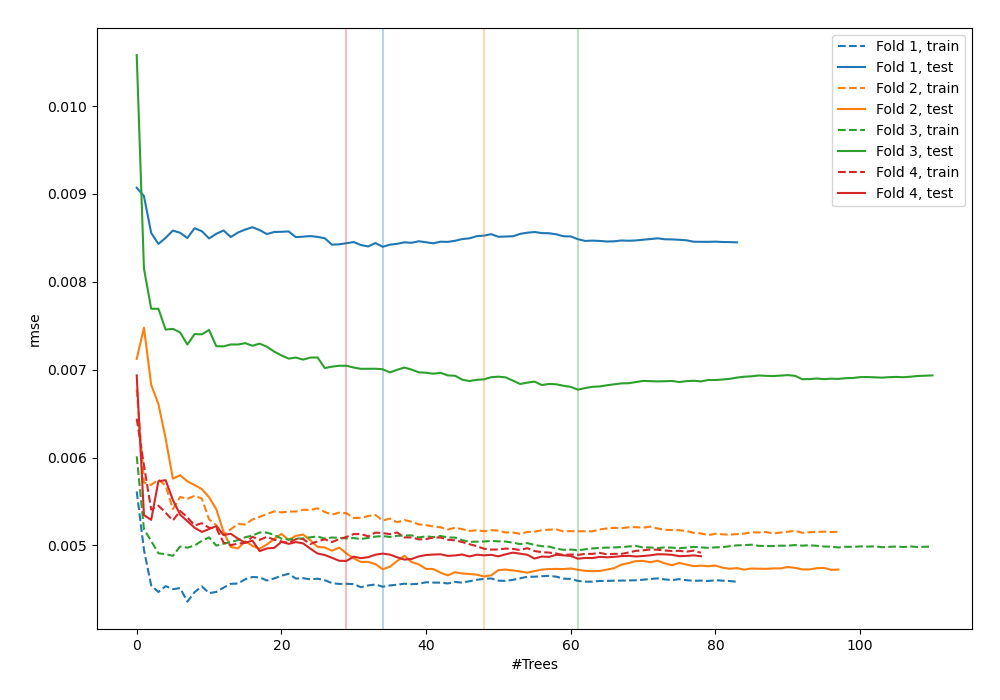 Fold 1, train
Fold 1, test
Fold 2, train
Fold 2, test
Fold 3, train
Fold 3, test
Fold 4, train
Fold 4, test
0.010
0.009
0.008
0.007
0.006
0.005
rmse
0 20 40 60 80 100
#Trees